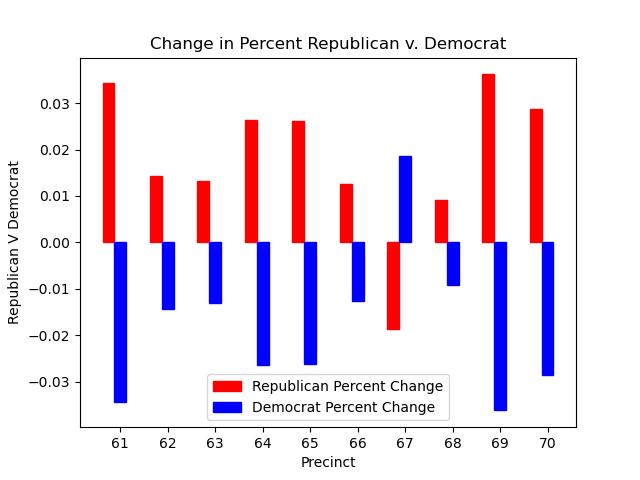 Change in Percent Republican v. Democrat
Republican V Democrat
0.03
0.02
0.01
0.00
−0.01
−0.02
−0.03
Republican Percent Change
Democrat Percent Change
61 62 63 64 65 66 67 68 69 70
Precinct